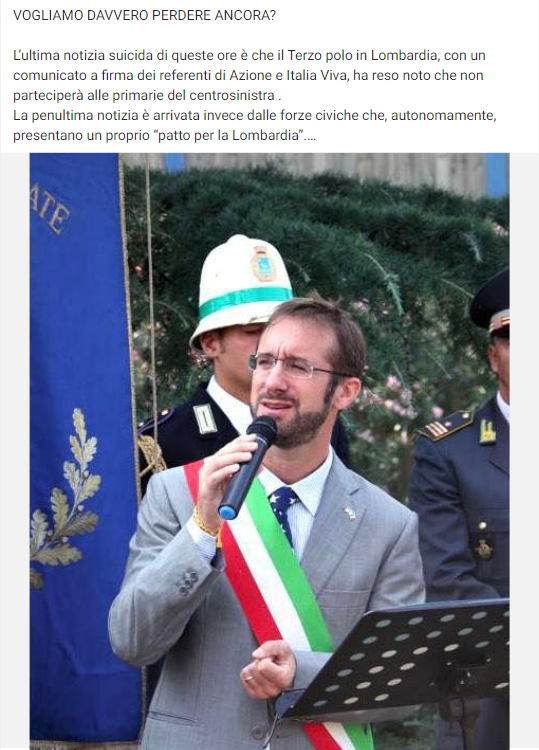 VOGLIAMO DAVVERO PERDERE ANCORA?
L'ultima notizia suicida di queste ore è che il Terzo polo in Lombardia, con un
comunicato a firma dei referenti di Azione e Italia Viva, ha reso noto che non
parteciperà alle primarie del centrosinistra .
La penultima notizia è arrivata invece dalle forze civiche che, autonomamente,
presentano un proprio “patto per la Lombardia”....
ATE